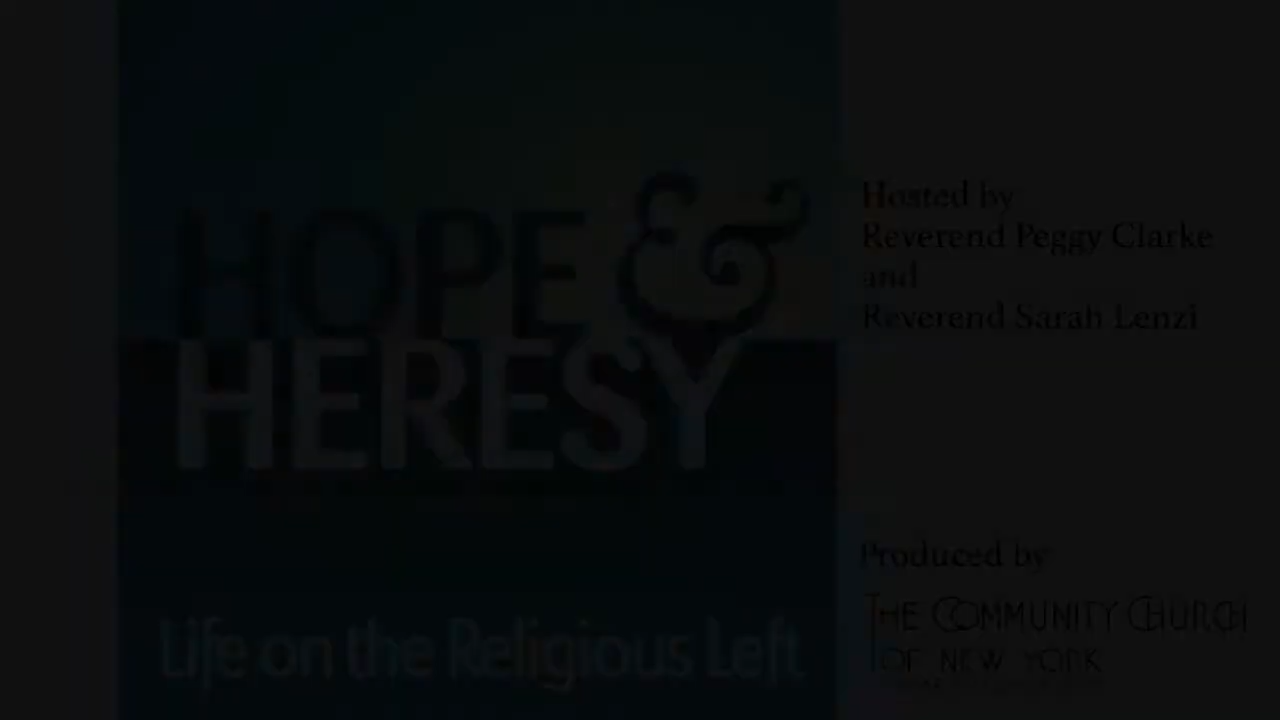 HOPE &
HERESY
Life on the Religious Left
Hosted by
Reverend Peggy Clarke
and
Reverend Sarah Lenzi
Produced by
THE COMMUNITY CHURCH
OF NEW YORK